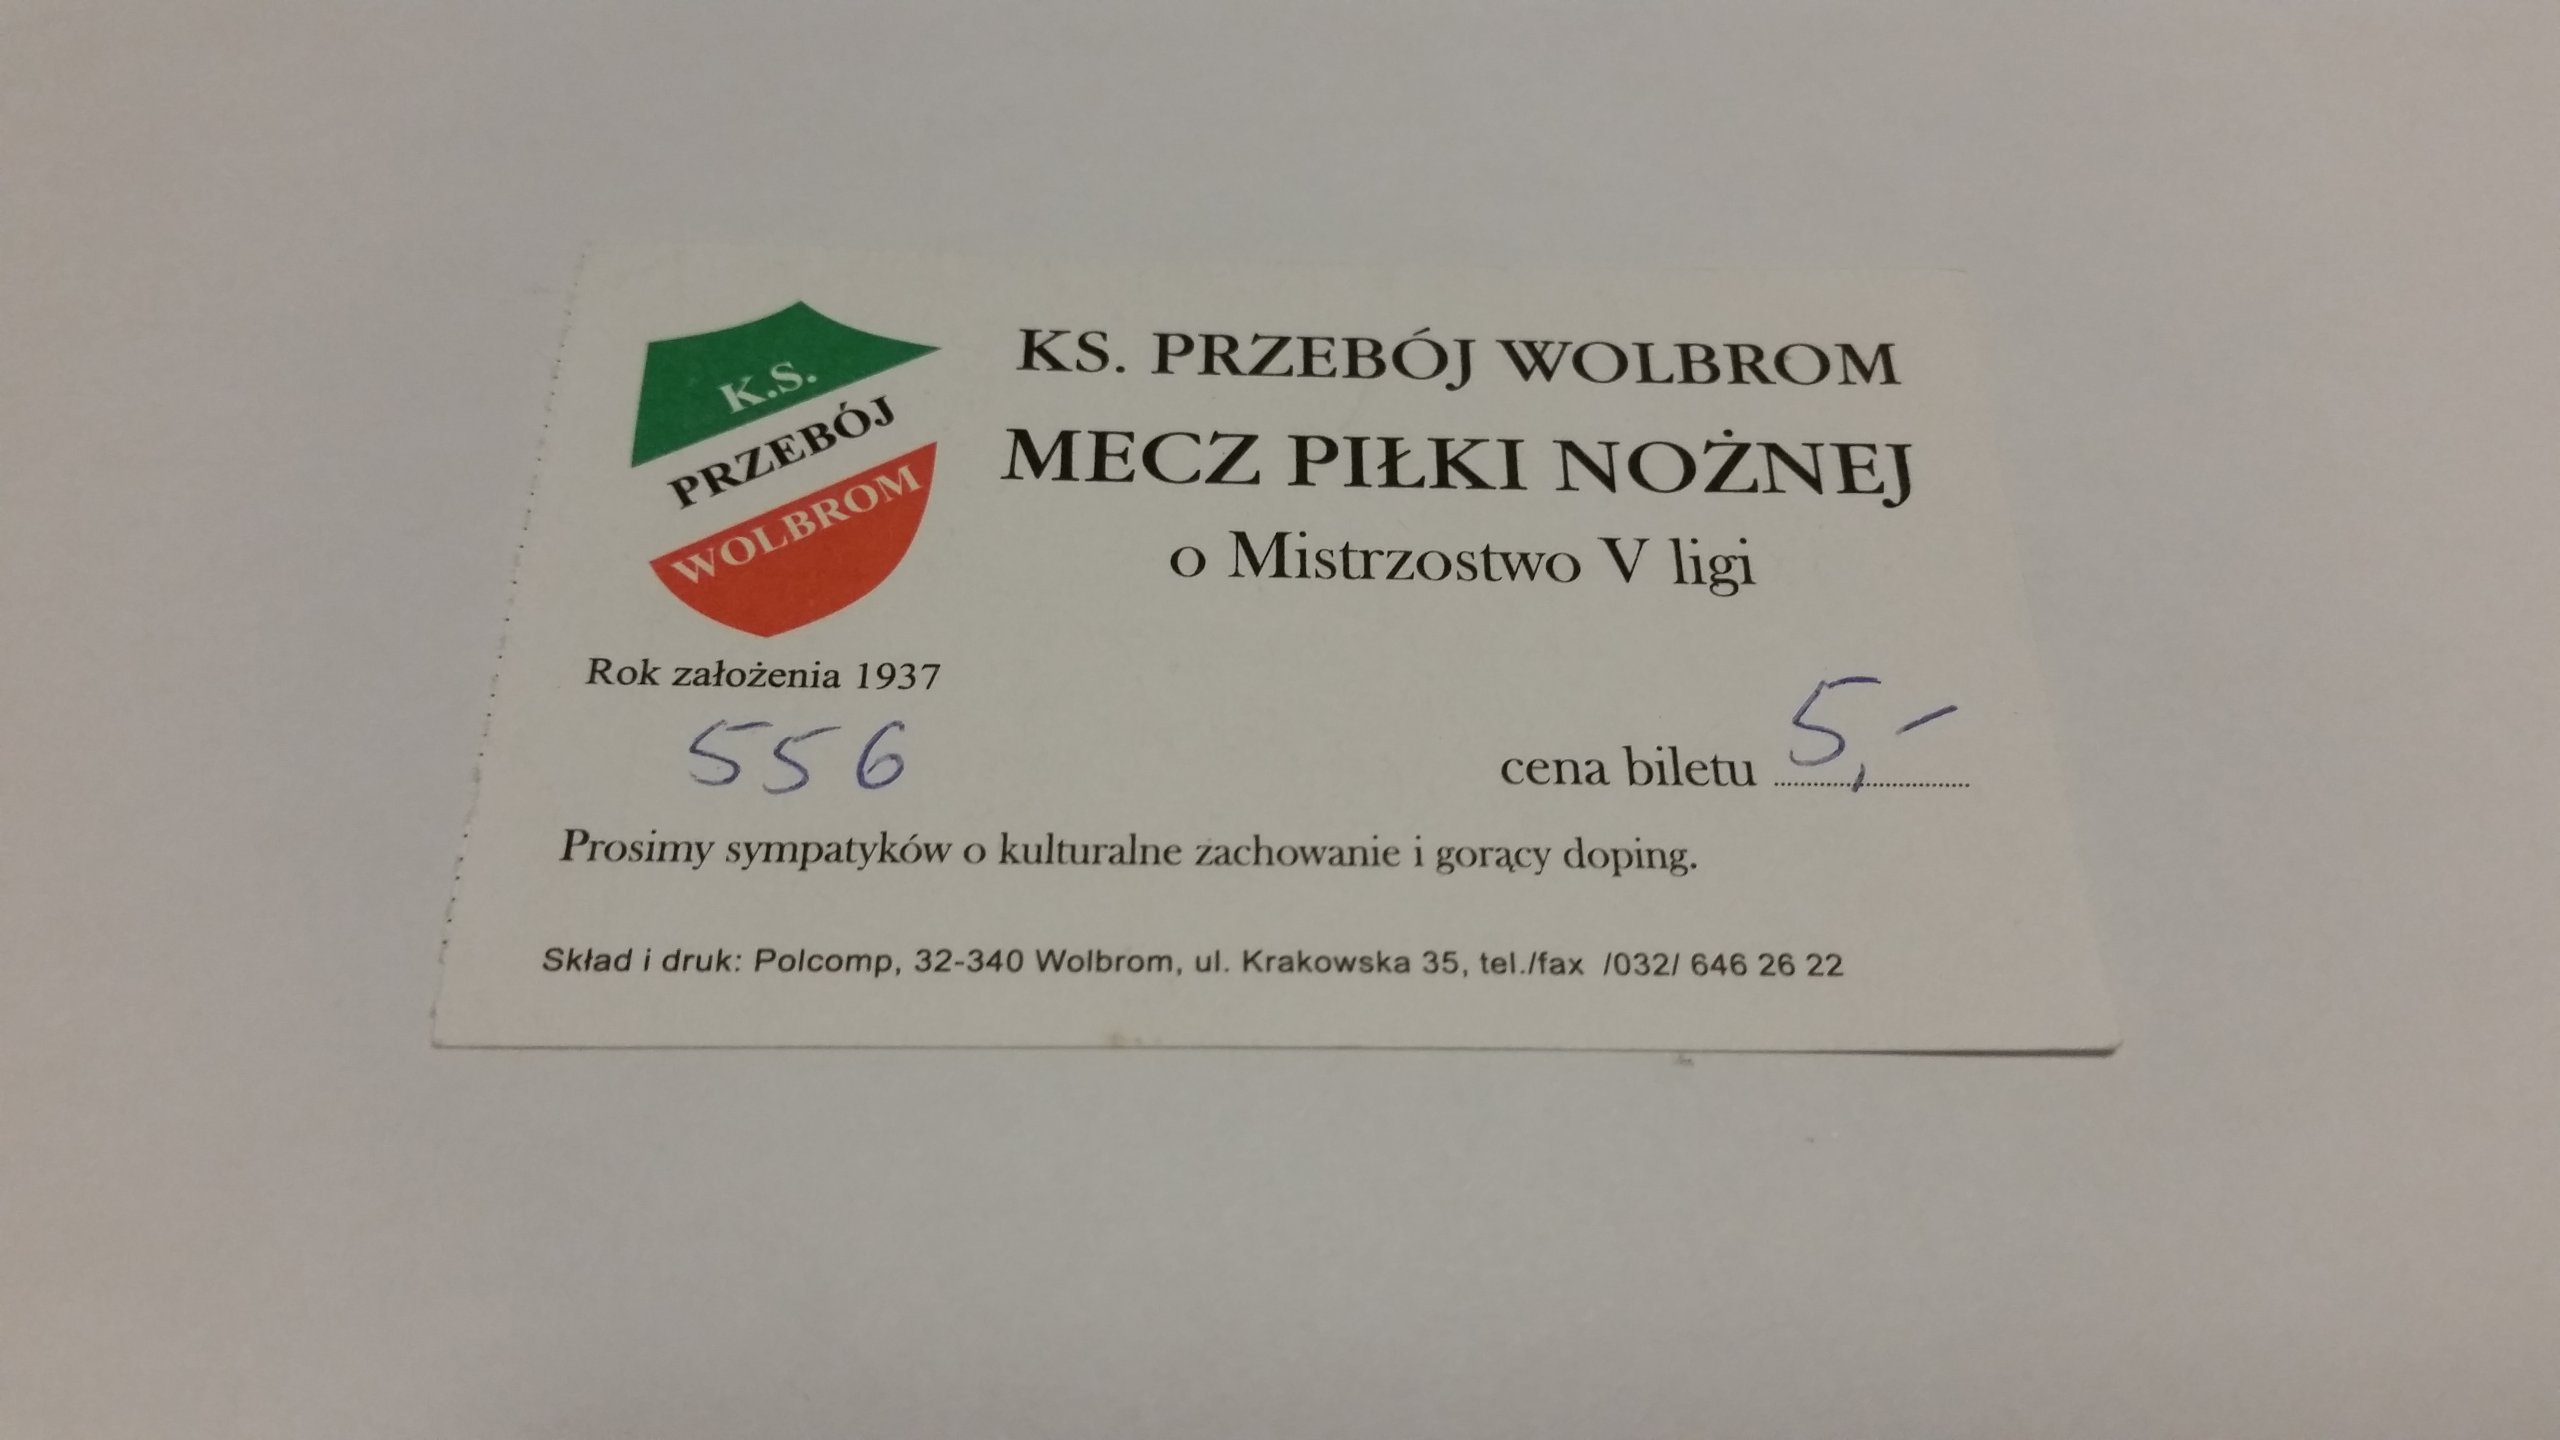 K.S.
PRZEBÓJ
WOLBROM
KS. PRZEBÓJ WOLBROM
MECZ PIŁKI NOŻNEJ
o Mistrzostwo V ligi
Rok założenia 1937
556
cena biletu 5,-
Prosimy sympatyków o kulturalne zachowanie i gorący doping.
Skład i druk: Polcomp, 32-340 Wolbrom, ul. Krakowska 35, tel./fax /032/ 646 26 22